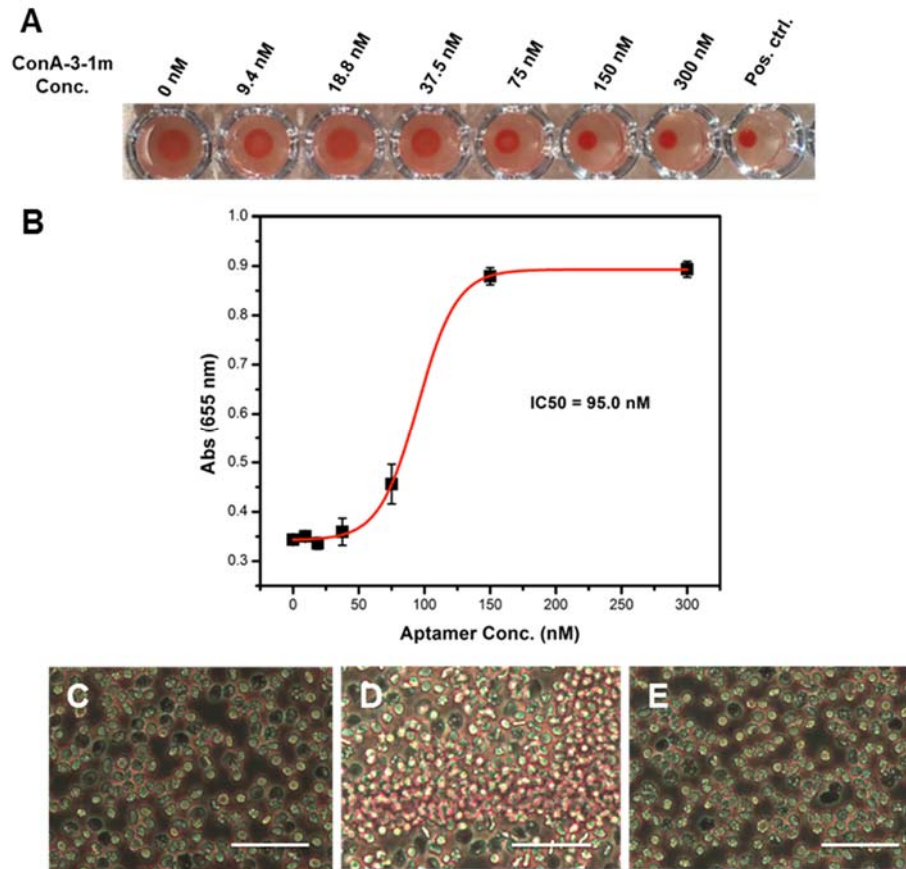 A
ConA-3-1m
Conc.
0 nM
9.4 nM
18.8 nM
37.5 nM
75 nM
150 nM
300 nM
Pos. ctrl.
B
1.0
0.9
0.8
0.7
0.6
0.5
0.4
0.3
Abs (655 nm)
IC50 = 95.0 nM
0
50
100
150
200
250
300
Aptamer Conc. (nM)
C
D
E